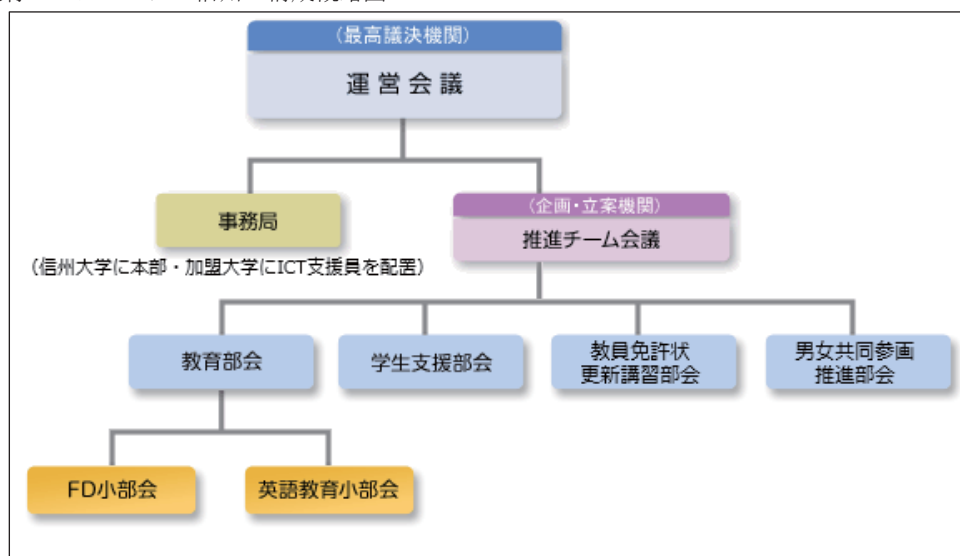 （最高議決機関）
運営会議
事務局
（信州大学に本部・加盟大学にICT支援員を配置）
（企画・立案機関）
推進チーム会議
教育部会
学生支援部会
教員免許状
更新講習部会
男女共同参画
推進部会
FD小部会
英語教育小部会